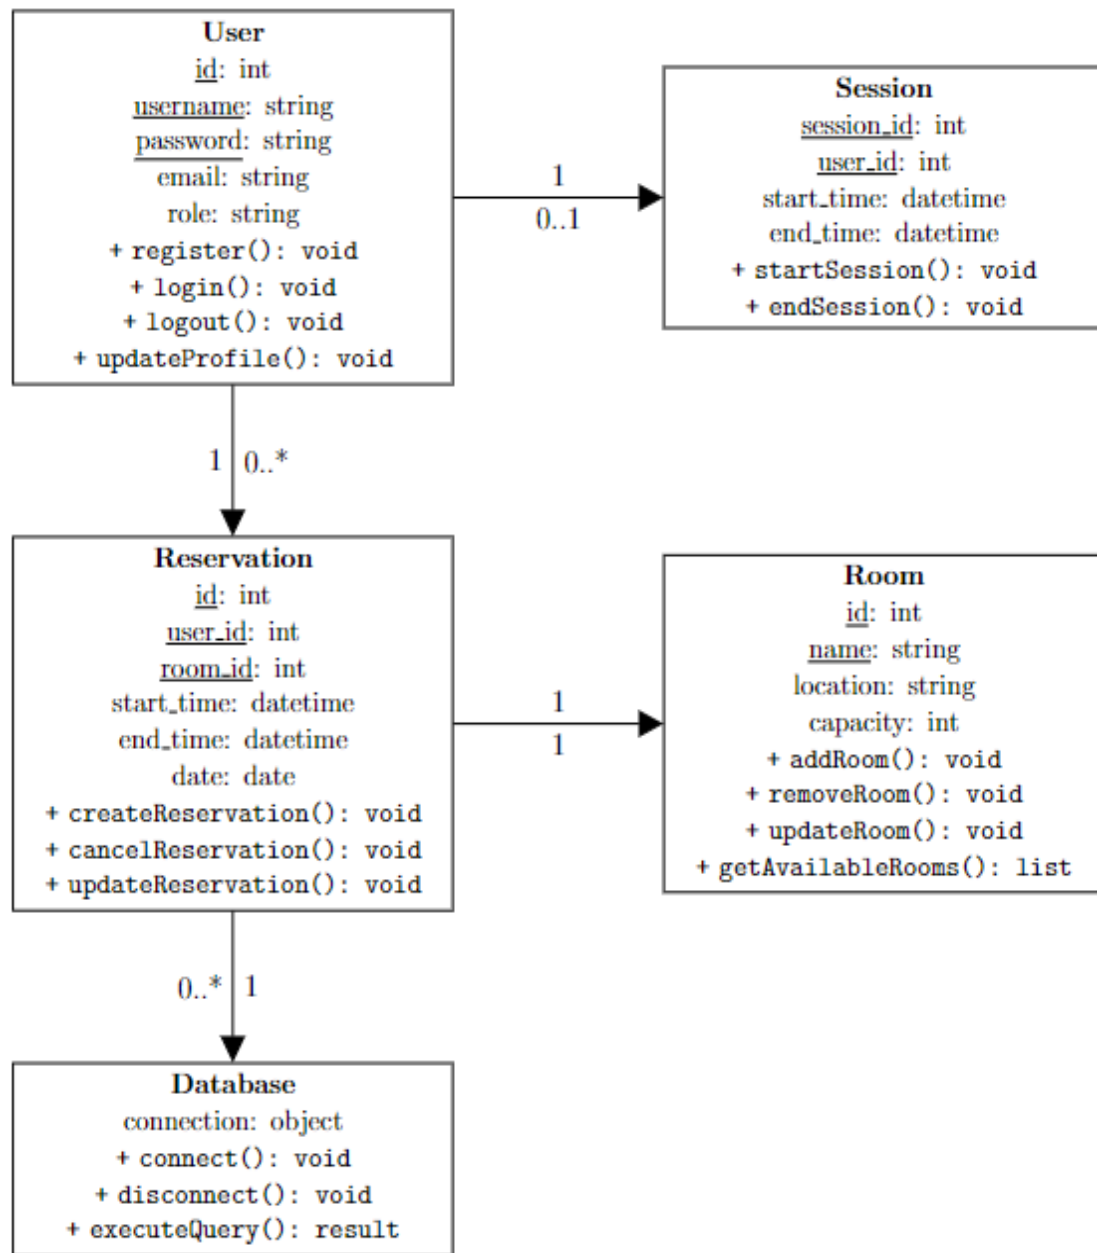 User
id: int
username: string
password: string
email: string
role: string
+ register(): void
+ login(): void
+ logout(): void
+ updateProfile(): void
1
0..1
Session
session_id: int
user_id: int
start_time: datetime
end_time: datetime
+ startSession(): void
+ endSession(): void
1 0..*
Reservation
id: int
user_id: int
room_id: int
start_time: datetime
end_time: datetime
date: date
+ createReservation(): void
+ cancelReservation(): void
+ updateReservation(): void
1
1
Room
id: int
name: string
location: string
capacity: int
+ addRoom(): void
+ removeRoom(): void
+ updateRoom(): void
+ getAvailableRooms(): list
0..* 1
Database
connection: object
+ connect(): void
+ disconnect(): void
+ executeQuery(): result